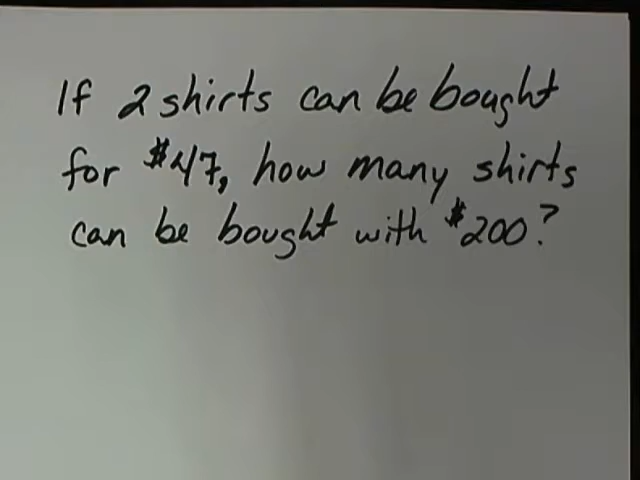 If 2 shirts can be bought
for $47, how many shirts
can be bought with $200?